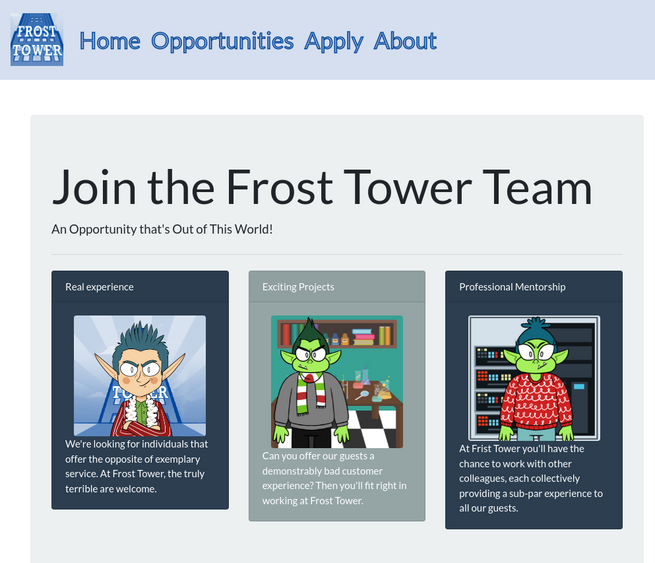 FROST
TOWER
Home Opportunities Apply About
Join the Frost Tower Team
An Opportunity that's Out of This World!
Real experience
We're looking for individuals that
offer the opposite of exemplary
service. At Frost Tower, the truly
terrible are welcome.
Exciting Projects
Can you offer our guests a
demonstrably bad customer
experience? Then you'll fit right in
working at Frost Tower.
Professional Mentorship
At Frist Tower you'll have the
chance to work with other
colleagues, each collectively
providing a sub-par experience to
all our guests.